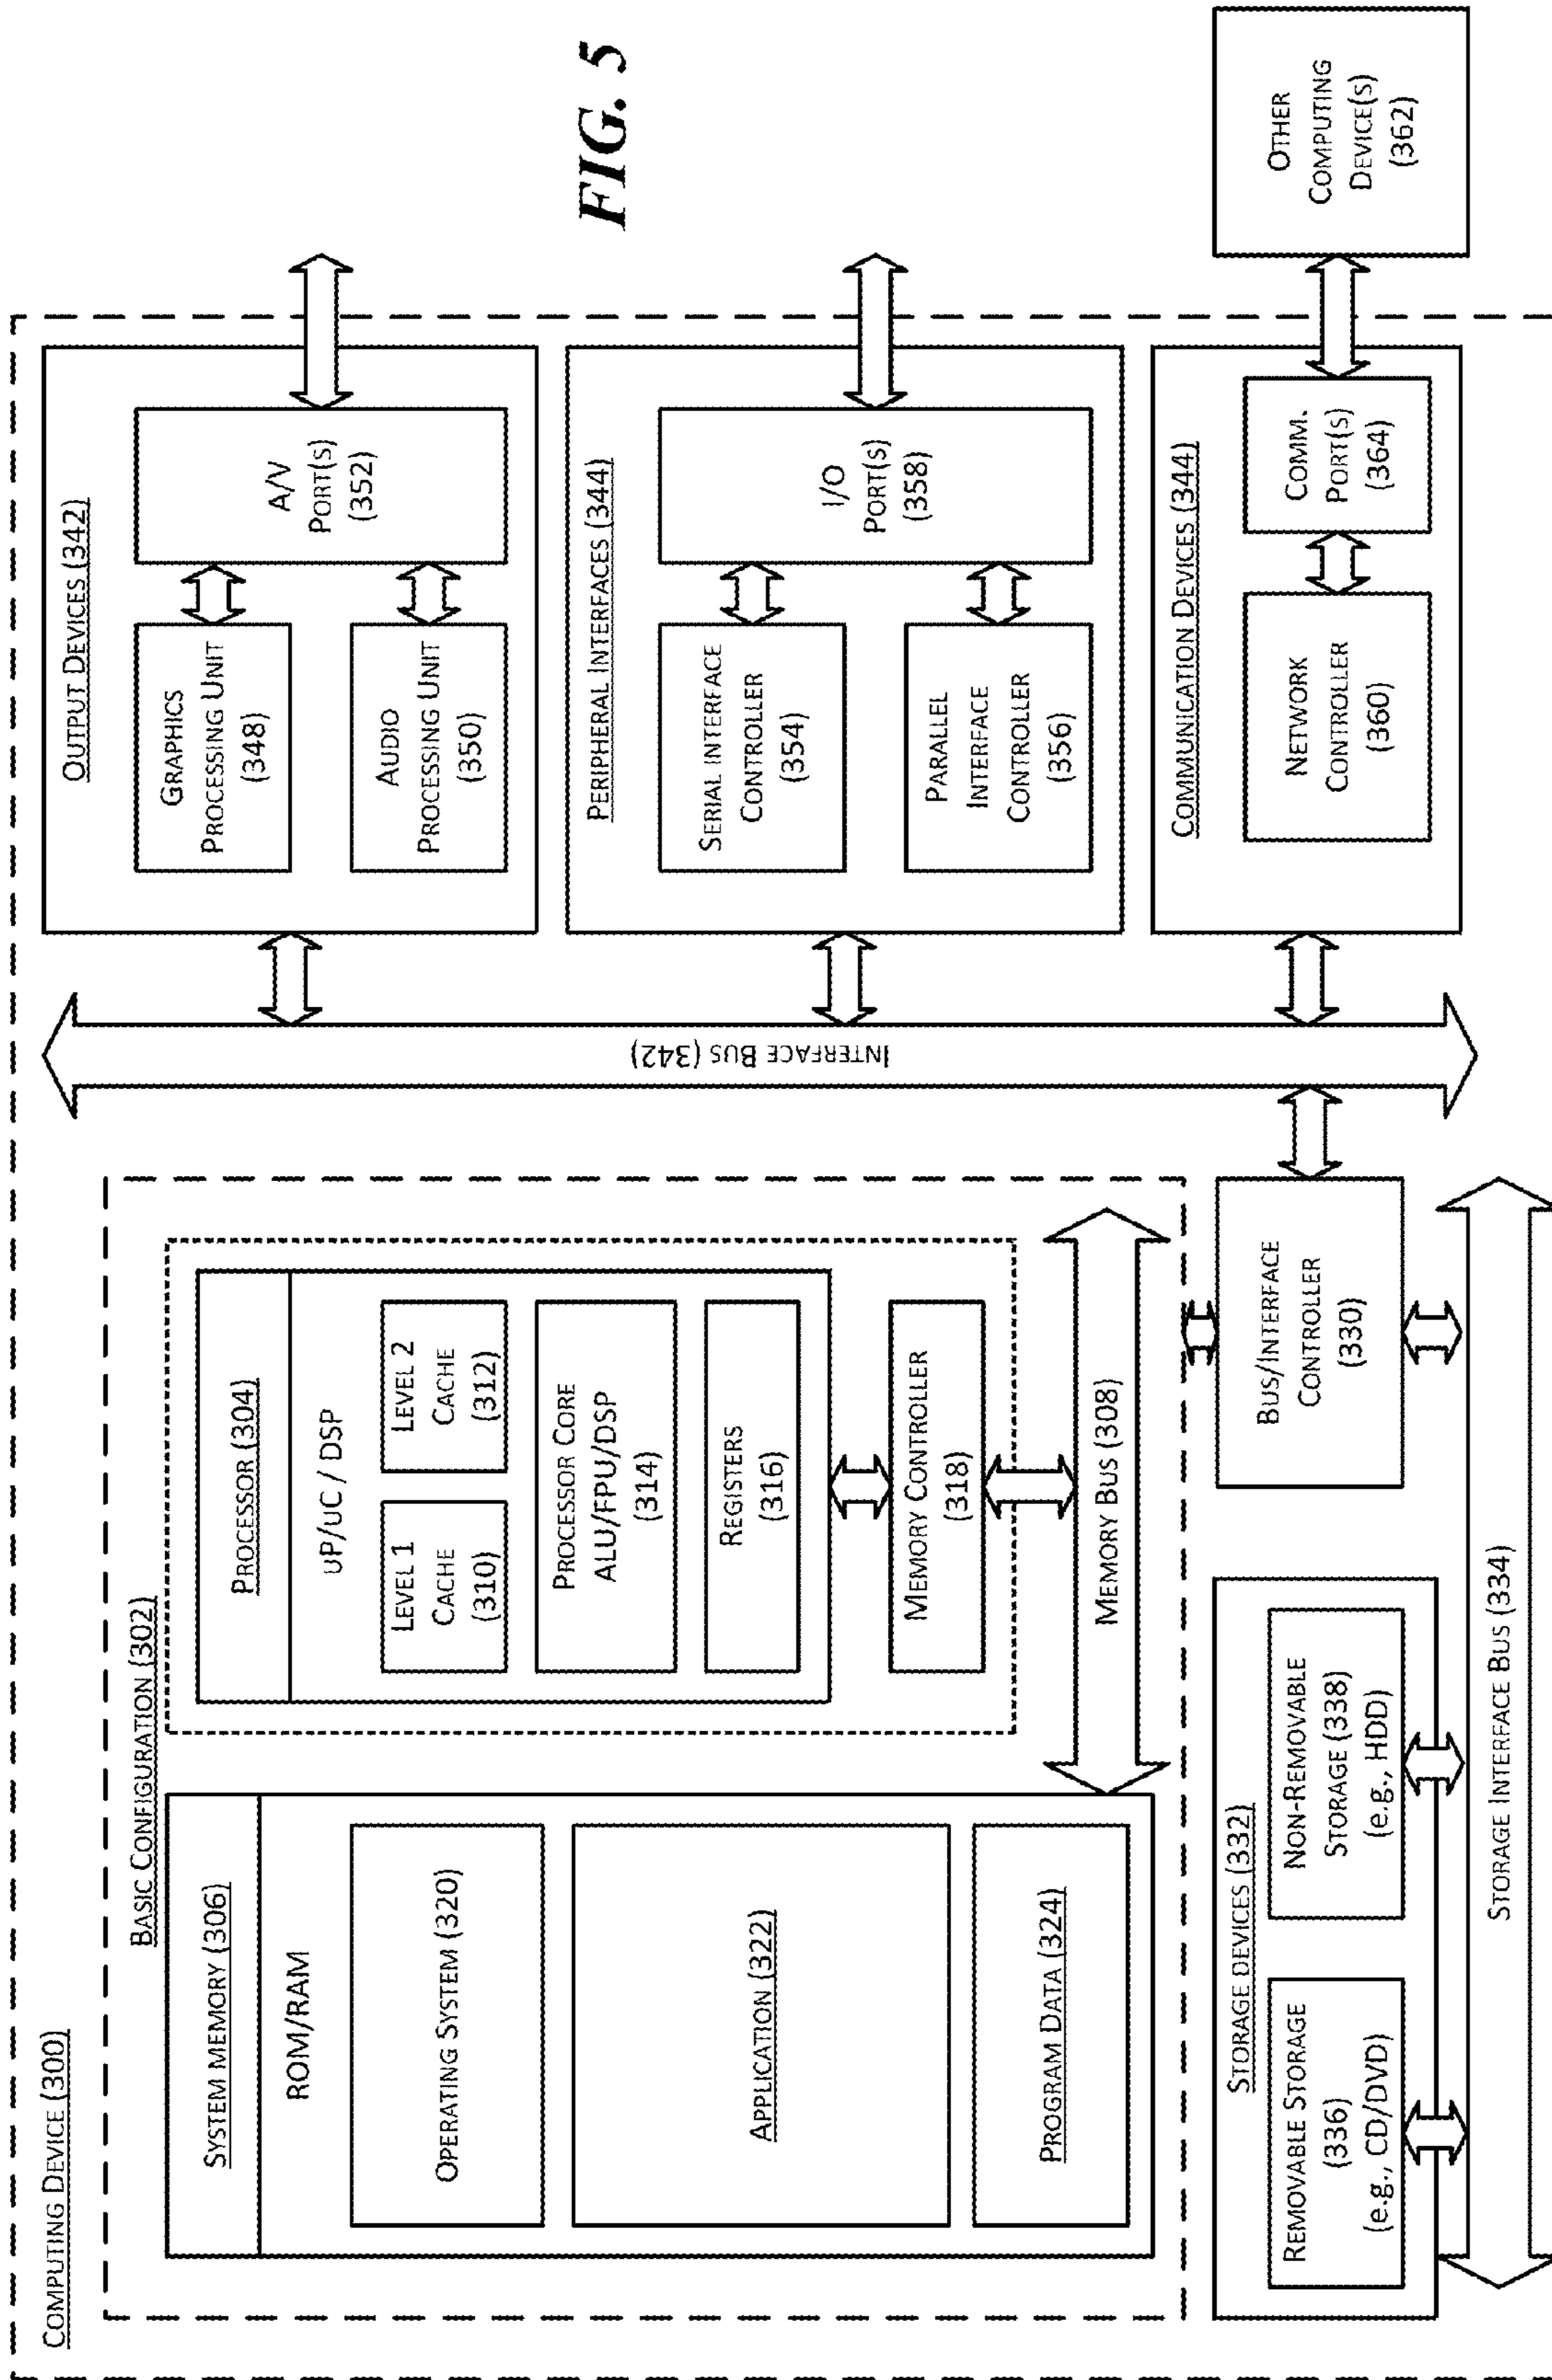 COMPUTING DEVICE (300)
BASIC CONFIGURATION (302)
SYSTEM MEMORY (306)
ROM/RAM
OPERATING SYSTEM (320)
APPLICATION (322)
PROGRAM DATA (324)
PROCESSOR (304)
uP/uC / DSP
LEVEL 1
CACHE
(310)
LEVEL 2
CACHE
(312)
PROCESSOR CORE
ALU/FPU/DSP
(314)
REGISTERS
(316)
MEMORY CONTROLLER
(318)
MEMORY BUS (308)
STORAGE DEVICES (332)
REMOVABLE STORAGE
(336)
(e.g., CD/DVD)
NON-REMOVABLE
STORAGE (338)
(e.g., HDD)
BUS/INTERFACE
CONTROLLER
(330)
STORAGE INTERFACE BUS (334)
INTERFACE BUS (342)
OUTPUT DEVICES (342)
GRAPHICS
PROCESSING UNIT
(348)
AUDIO
PROCESSING UNIT
(350)
A/V
PORT(S)
(352)
PERIPHERAL INTERFACES (344)
SERIAL INTERFACE
CONTROLLER
(354)
PARALLEL
INTERFACE
CONTROLLER
(356)
I/O
PORT(S)
(358)
COMMUNICATION DEVICES (344)
NETWORK
CONTROLLER
(360)
COMM.
PORT(S)
(364)
OTHER
COMPUTING
DEVICE(S)
(362)
FIG. 5